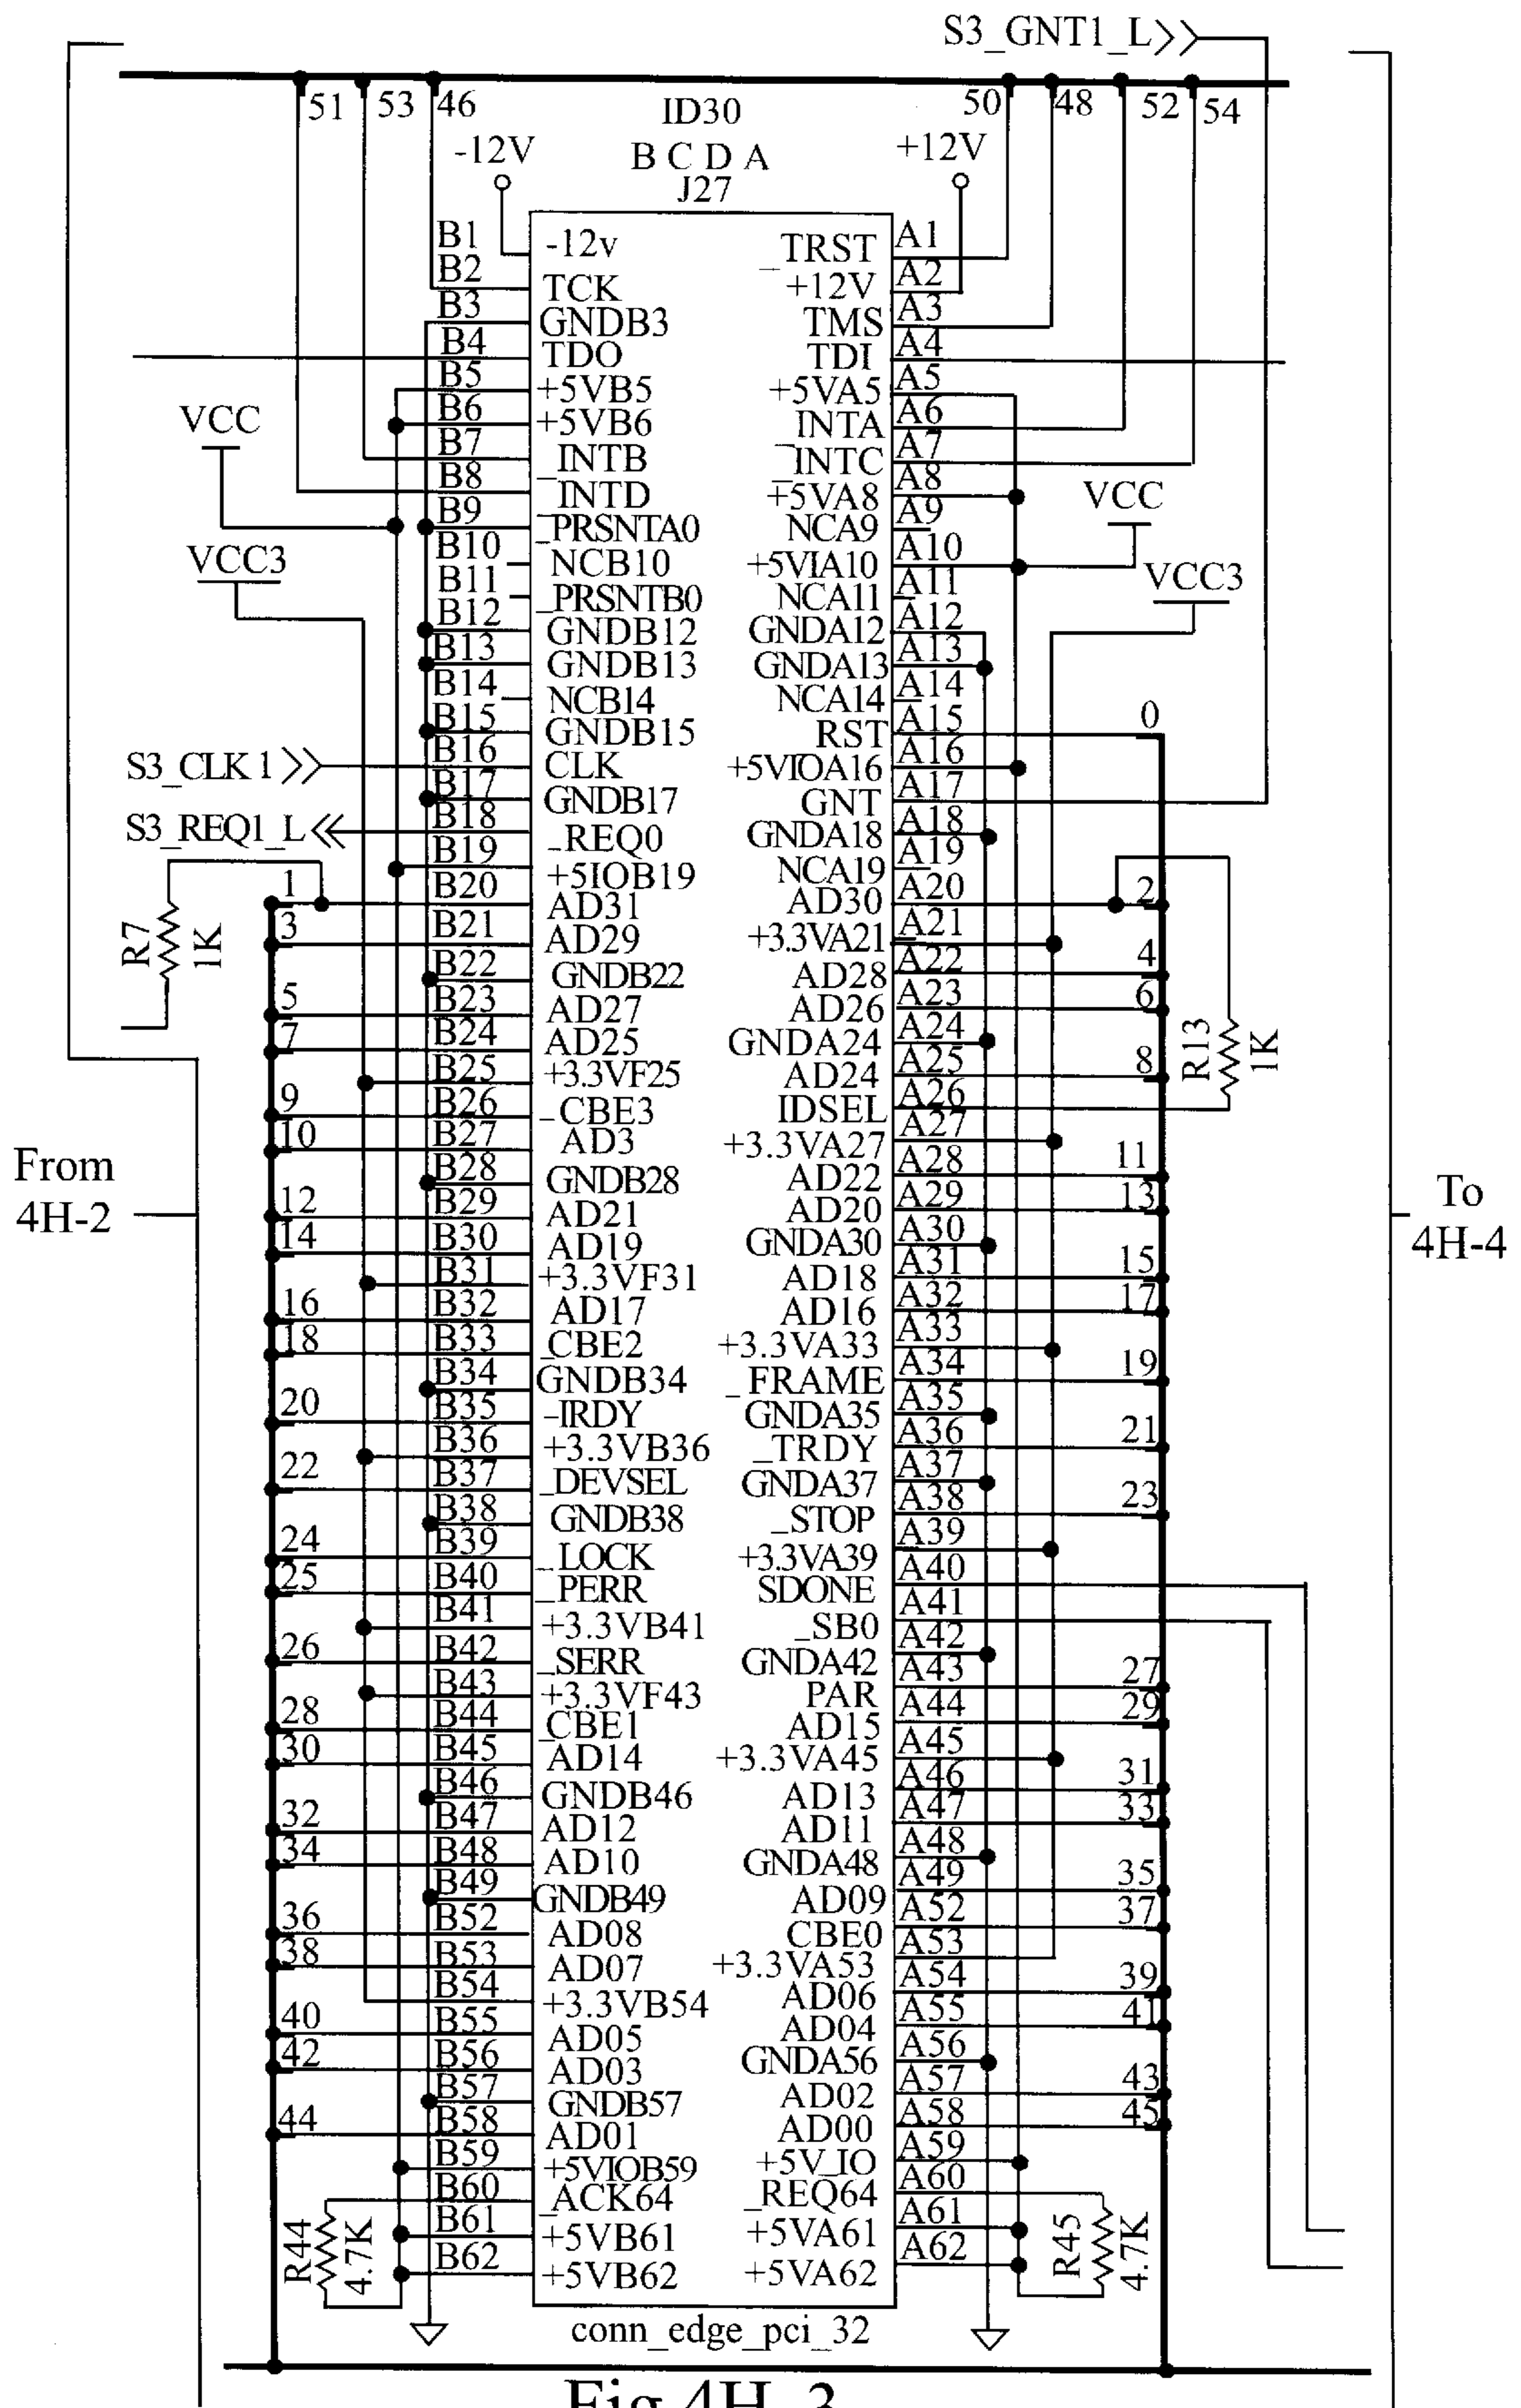 S3_GNT1_L
51 53 46 ID30 50 48 52 54
-12V B C D A +12V
J27
B1 -12v _TRST A1
B2 TCK +12V A2
B3 GNDB3 TMS A3
B4 TDO TDI A4
B5 +5VB5 +5VA5 A5
VCC B6 +5VB6 INTA A6
B7 _INTB _INTC A7
B8 _INTD +5VA8 A8 VCC
B9 _PRSNTA0 NCA9 A9
B10 NCB10 +5VIA10 A10
VCC3 B11 _PRSNTB0 NCA11 A11 VCC3
B12 GNDB12 GNDA12 A12
B13 GNDB13 GNDA13 A13
B14 NCB14 NCA14 A14
B15 GNDB15 RST A15 0
S3_CLK1 B16 CLK +5VIOA16 A16
B17 GNDB17 GNT A17
S3_REQ1_L B18 _REQ0 GNDA18 A18
B19 +5IOB19 NCA19 A19
1 B20 AD31 AD30 A20 2
R7 1K 3 B21 AD29 +3.3VA21 A21
B22 GNDB22 AD28 A22 4
5 B23 AD27 AD26 A23 6
7 B24 AD25 GNDA24 A24
B25 +3.3VF25 AD24 A25 8 R13 1K
9 B26 _CBE3 IDSEL A26
10 B27 AD3 +3.3VA27 A27
From B28 GNDB28 AD22 A28 11 To
4H-2 12 B29 AD21 AD20 A29 13 4H-4
14 B30 AD19 GNDA30 A30
B31 +3.3VF31 AD18 A31 15
16 B32 AD17 AD16 A32 17
18 B33 _CBE2 +3.3VA33 A33
B34 GNDB34 _FRAME A34 19
20 B35 -IRDY GNDA35 A35
B36 +3.3VB36 _TRDY A36 21
22 B37 _DEVSEL GNDA37 A37
B38 GNDB38 _STOP A38 23
24 B39 _LOCK +3.3VA39 A39
25 B40 _PERR SDONE A40
B41 +3.3VB41 _SB0 A41
26 B42 _SERR GNDA42 A42
B43 +3.3VF43 PAR A43 27
28 B44 _CBE1 AD15 A44 29
30 B45 AD14 +3.3VA45 A45
B46 GNDB46 AD13 A46 31
32 B47 AD12 AD11 A47 33
34 B48 AD10 GNDA48 A48
B49 GNDB49 AD09 A49 35
36 B52 AD08 CBE0 A52 37
38 B53 AD07 +3.3VA53 A53
B54 +3.3VB54 AD06 A54 39
40 B55 AD05 AD04 A55 41
42 B56 AD03 GNDA56 A56
B57 GNDB57 AD02 A57 43
44 B58 AD01 AD00 A58 45
B59 +5VIOB59 +5V_IO A59
B60 _ACK64 _REQ64 A60
R44 4.7K B61 +5VB61 +5VA61 A61 R45 4.7K
B62 +5VB62 +5VA62 A62
conn_edge_pci_32
Fig.4H-3